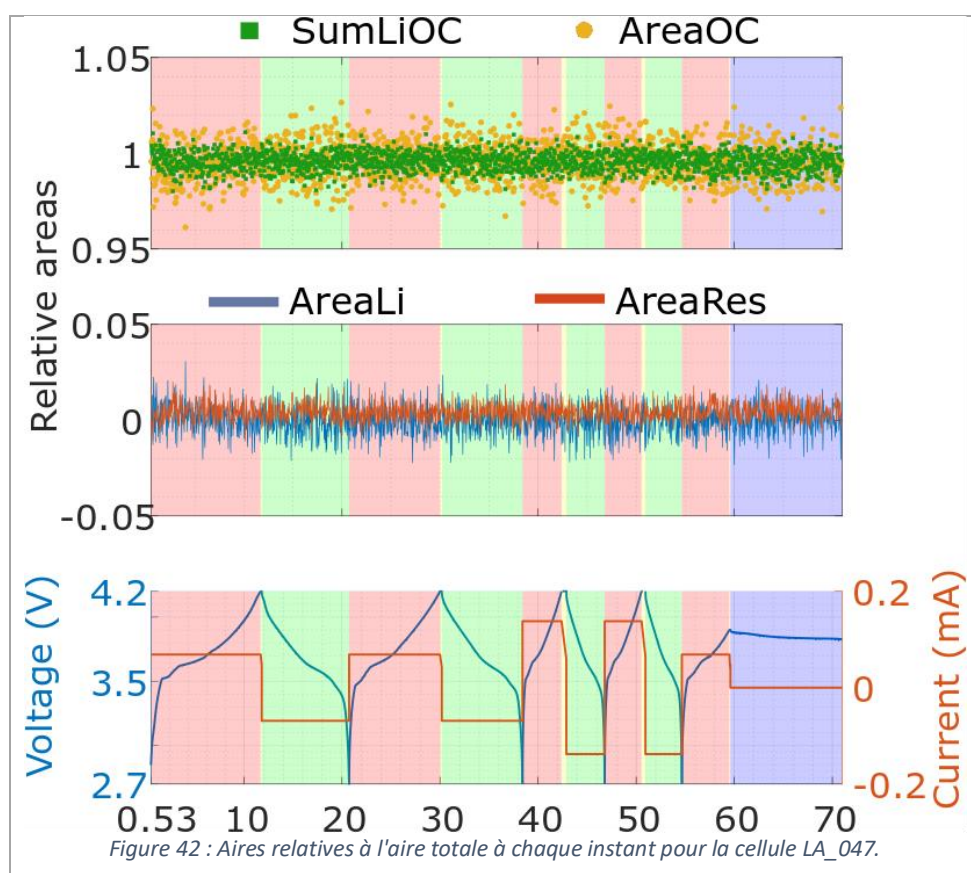 SumLiOC AreaOC
1.05
1
0.95
Relative areas
AreaLi AreaRes
0.05
0
-0.05
Voltage (V)
4.2
3.5
2.7
0.2
0
-0.2
Current (mA)
0.53 10 20 30 40 50 60 70
Figure 42 : Aires relatives à l'aire totale à chaque instant pour la cellule LA_047.